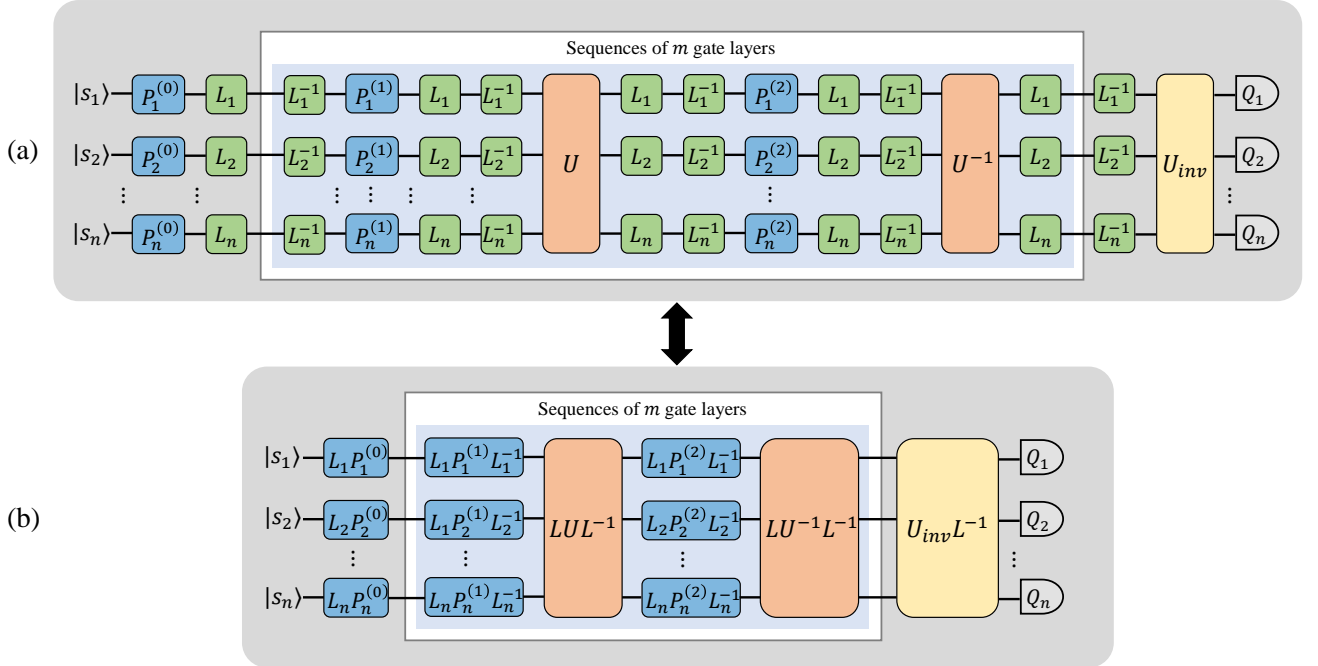 Sequences of m gate layers
|s₁⟩ P₁⁽⁰⁾ L₁ L₁⁻¹ P₁⁽¹⁾ L₁ L₁⁻¹ L₁ L₁⁻¹ P₁⁽²⁾ L₁ L₁⁻¹ L₁ L₁⁻¹ Q₁
(a) |s₂⟩ P₂⁽⁰⁾ L₂ L₂⁻¹ P₂⁽¹⁾ L₂ L₂⁻¹ U L₂ L₂⁻¹ P₂⁽²⁾ L₂ L₂⁻¹ U⁻¹ L₂ L₂⁻¹ U_inv Q₂
⋮ ⋮ ⋮ ⋮ ⋮ ⋮ ⋮ ⋮
|sₙ⟩ Pₙ⁽⁰⁾ Lₙ Lₙ⁻¹ Pₙ⁽¹⁾ Lₙ Lₙ⁻¹ Lₙ Lₙ⁻¹ Pₙ⁽²⁾ Lₙ Lₙ⁻¹ Lₙ Lₙ⁻¹ Qₙ
Sequences of m gate layers
|s₁⟩ L₁P₁⁽⁰⁾ L₁P₁⁽¹⁾L₁⁻¹ L₁P₁⁽²⁾L₁⁻¹ Q₁
(b) |s₂⟩ L₂P₂⁽⁰⁾ L₁P₂⁽¹⁾L₂⁻¹ LUL⁻¹ L₂P₂⁽²⁾L₂⁻¹ LU⁻¹L⁻¹ U_invL⁻¹ Q₂
⋮ ⋮ ⋮ ⋮
|sₙ⟩ LₙPₙ⁽⁰⁾ LₙPₙ⁽¹⁾Lₙ⁻¹ LₙPₙ⁽²⁾Lₙ⁻¹ Qₙ